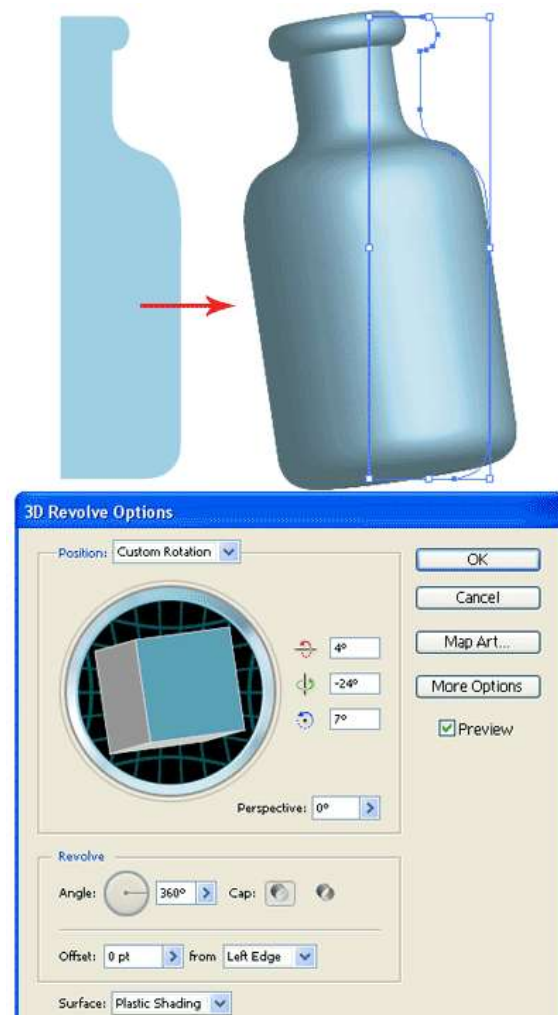 3D Revolve Options
Position: Custom Rotation
OK
Cancel
Map Art...
More Options
Preview
4°
-24°
7°
Perspective: 0°
Revolve
Angle: 360° Cap:
Offset: 0 pt from Left Edge
Surface: Plastic Shading